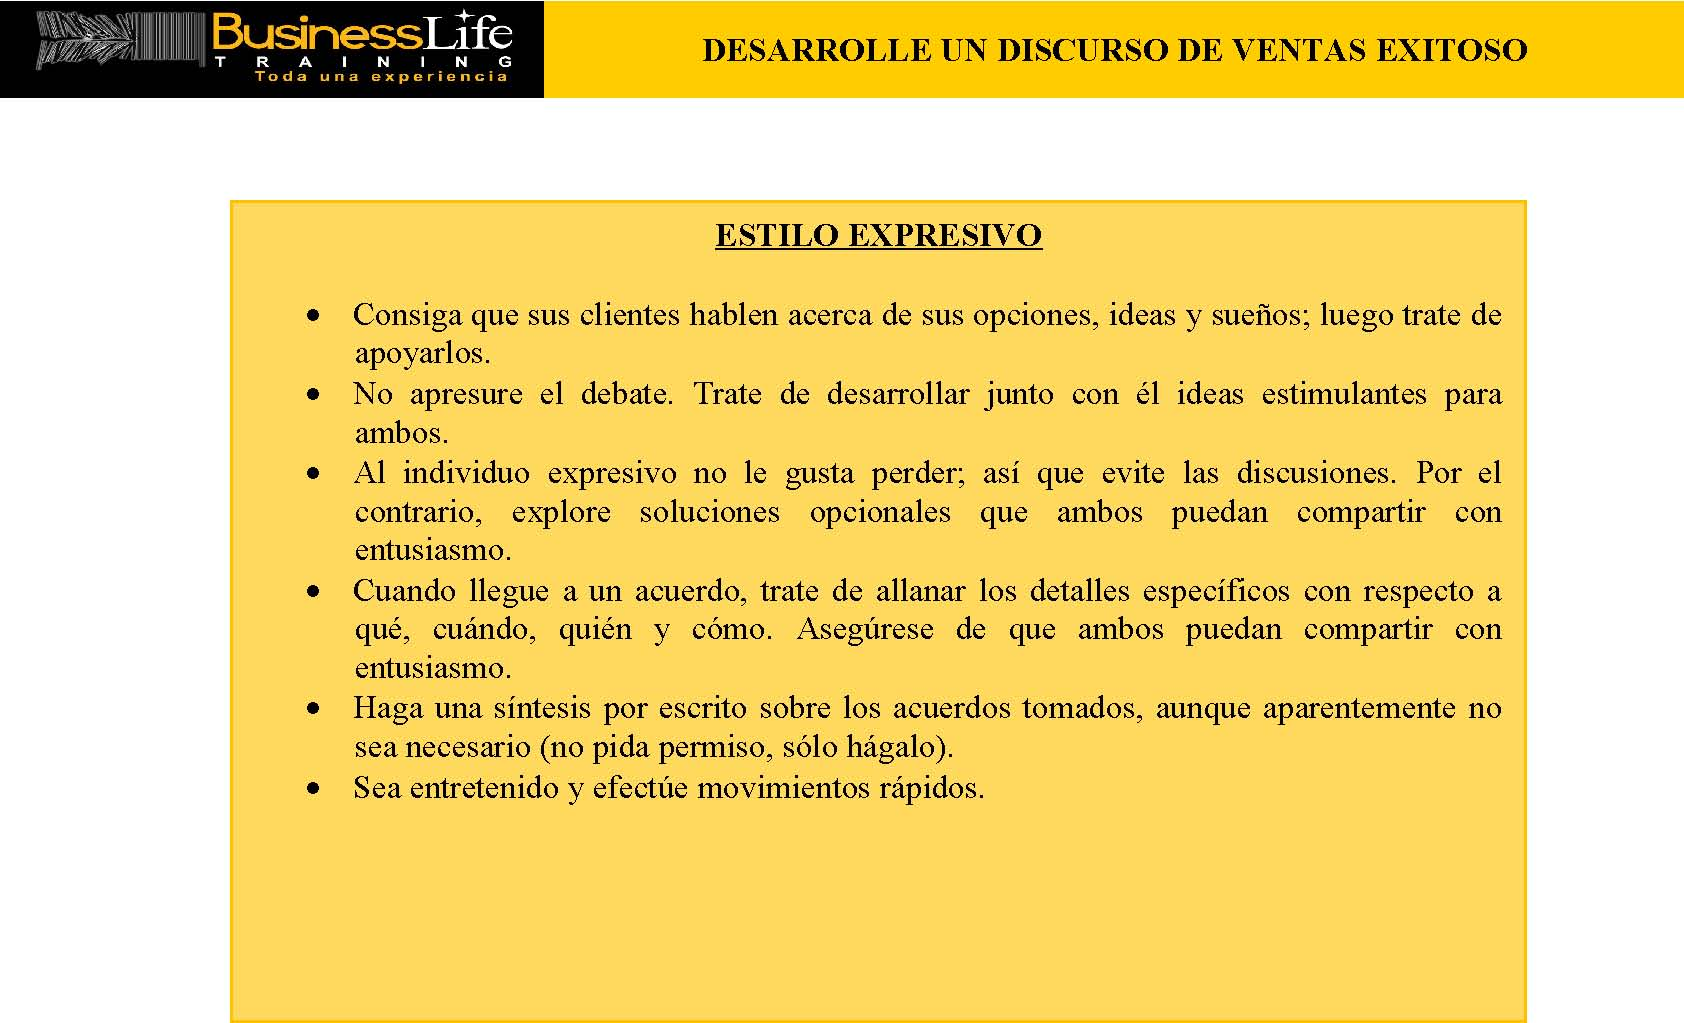 BusinessLife
TRAINING
Toda una experiencia
DESARROLLE UN DISCURSO DE VENTAS EXITOSO
ESTILO EXPRESIVO
• Consiga que sus clientes hablen acerca de sus opciones, ideas y sueños; luego trate de
apoyarlos.
• No apresure el debate. Trate de desarrollar junto con él ideas estimulantes para
ambos.
• Al individuo expresivo no le gusta perder; así que evite las discusiones. Por el
contrario, explore soluciones opcionales que ambos puedan compartir con
entusiasmo.
• Cuando llegue a un acuerdo, trate de allanar los detalles específicos con respecto a
qué, cuándo, quién y cómo. Asegúrese de que ambos puedan compartir con
entusiasmo.
• Haga una síntesis por escrito sobre los acuerdos tomados, aunque aparentemente no
sea necesario (no pida permiso, sólo hágalo).
• Sea entretenido y efectúe movimientos rápidos.